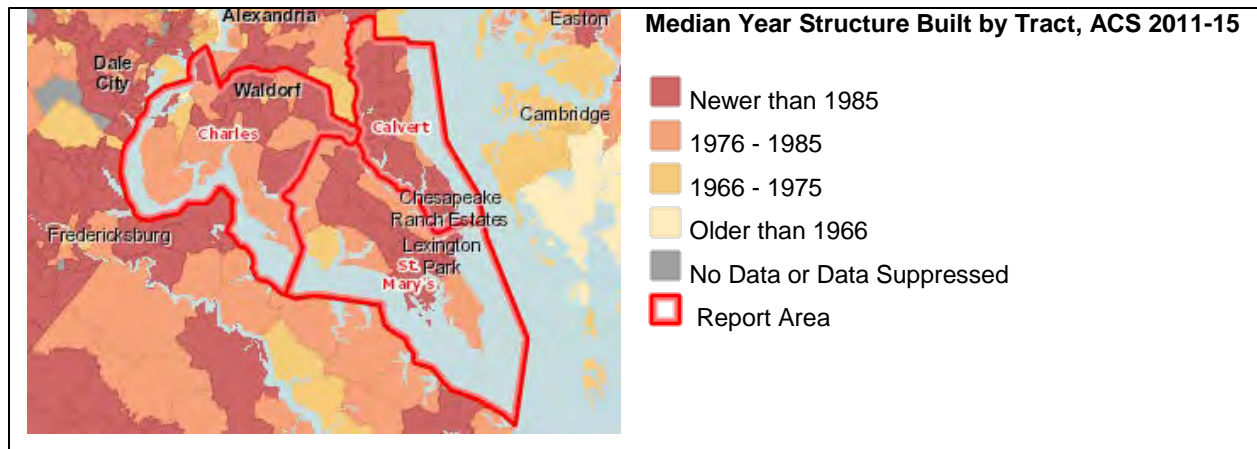 Alexandria
Easton
Dale
City
Waldorf
Cambridge
Charles
Calvert
Chesapeake
Ranch Estates
Fredericksburg
Lexington
Park
St.
Mary's
Median Year Structure Built by Tract, ACS 2011-15
Newer than 1985
1976 - 1985
1966 - 1975
Older than 1966
No Data or Data Suppressed
Report Area